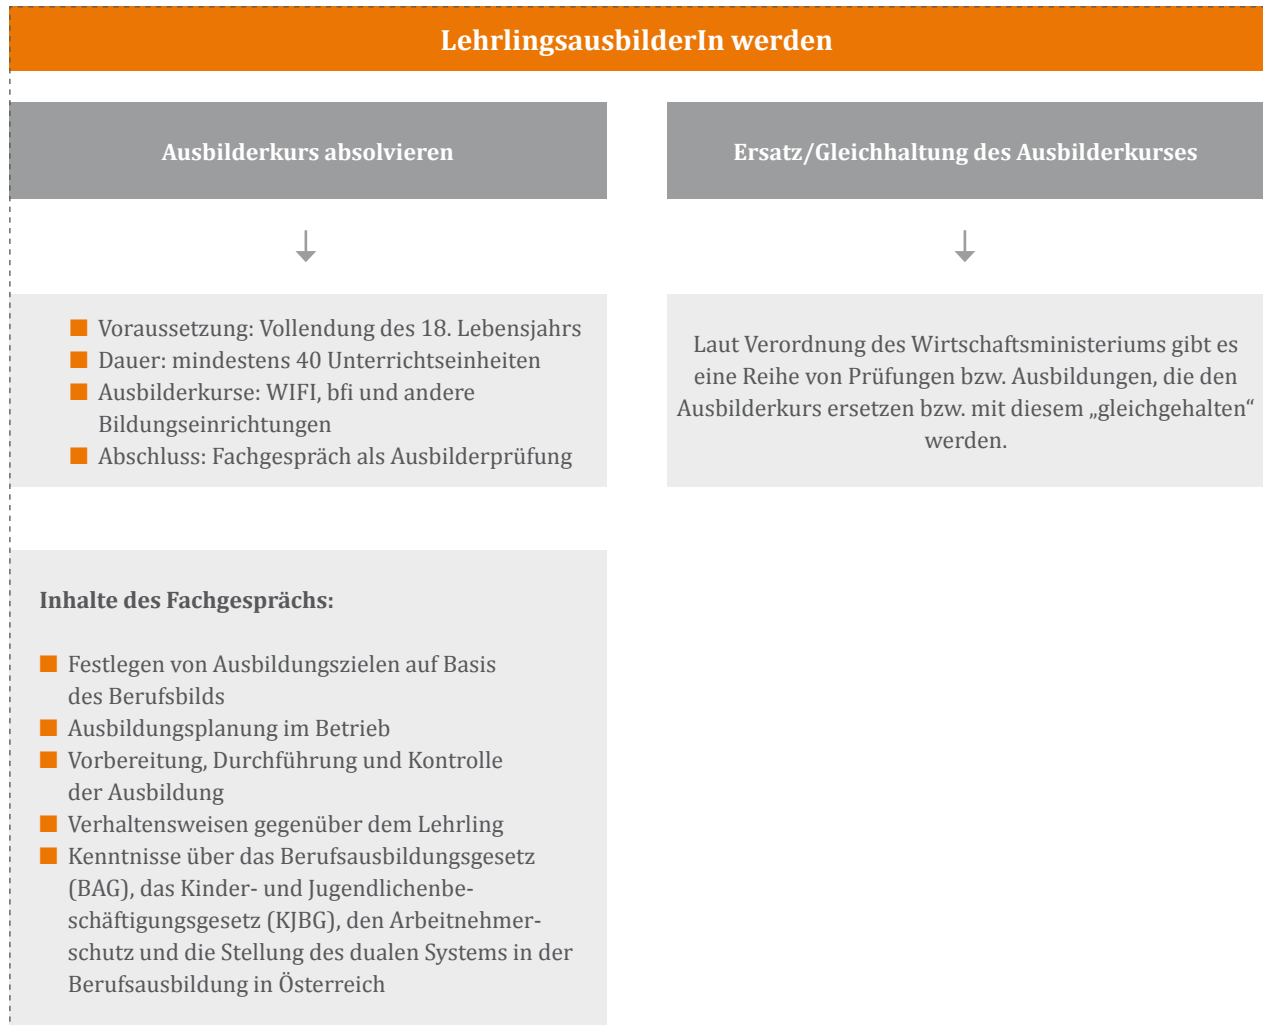 LehrlingsausbilderIn werden
Ausbilderkurs absolvieren
■ Voraussetzung: Vollendung des 18. Lebensjahrs
■ Dauer: mindestens 40 Unterrichtseinheiten
■ Ausbilderkurse: WIFI, bfi und andere
Bildungseinrichtungen
■ Abschluss: Fachgespräch als Ausbilderprüfung
Inhalte des Fachgesprächs:
■ Festlegen von Ausbildungszielen auf Basis
des Berufsbilds
■ Ausbildungsplanung im Betrieb
■ Vorbereitung, Durchführung und Kontrolle
der Ausbildung
■ Verhaltensweisen gegenüber dem Lehrling
■ Kenntnisse über das Berufsausbildungsgesetz
(BAG), das Kinder- und Jugendlichenbe-
schäftigungsgesetz (KJBG), den Arbeitnehmer-
schutz und die Stellung des dualen Systems in der
Berufsausbildung in Österreich
Ersatz/Gleichhaltung des Ausbilderkurses
Laut Verordnung des Wirtschaftsministeriums gibt es
eine Reihe von Prüfungen bzw. Ausbildungen, die den
Ausbilderkurs ersetzen bzw. mit diesem „gleichgehalten“
werden.